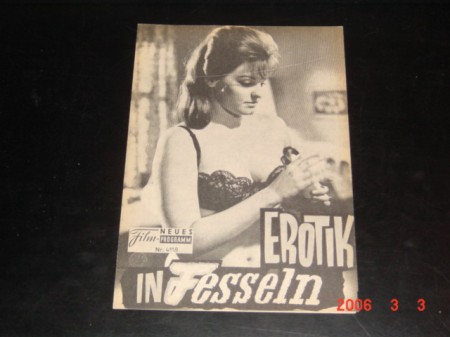 NEUES
Film-PROGRAMM
EROTIK
IN Fesseln
2006 3 3